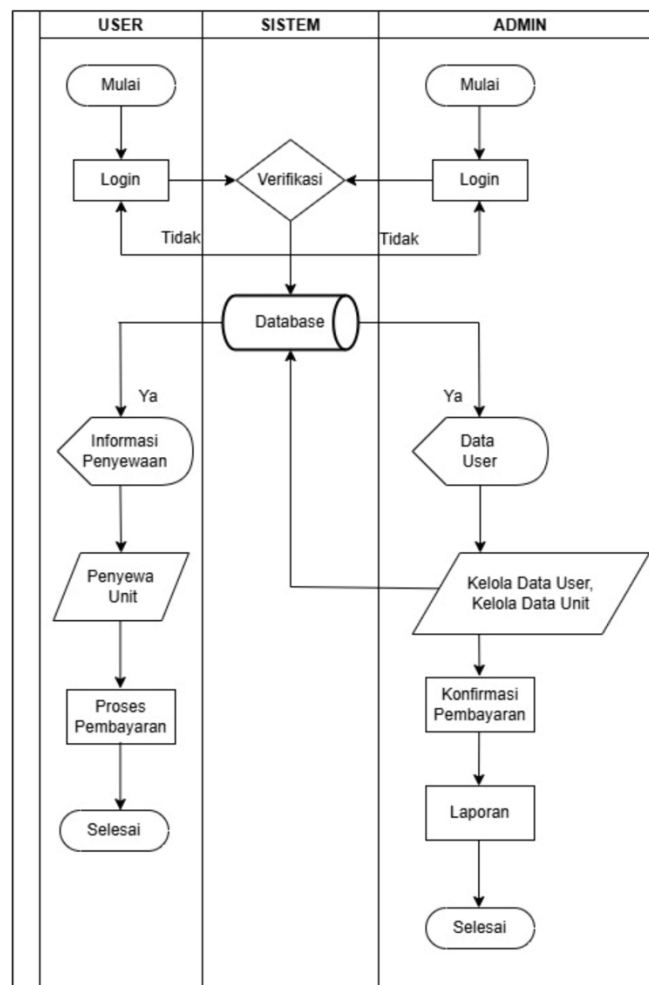 USER SISTEM ADMIN
Mulai Mulai
Login Verifikasi Login
Tidak Tidak
Database
Ya Ya
Informasi
Penyewaan
Data
User
Penyewa
Unit
Kelola Data User,
Kelola Data Unit
Proses
Pembayaran
Konfirmasi
Pembayaran
Laporan
Selesai
Selesai